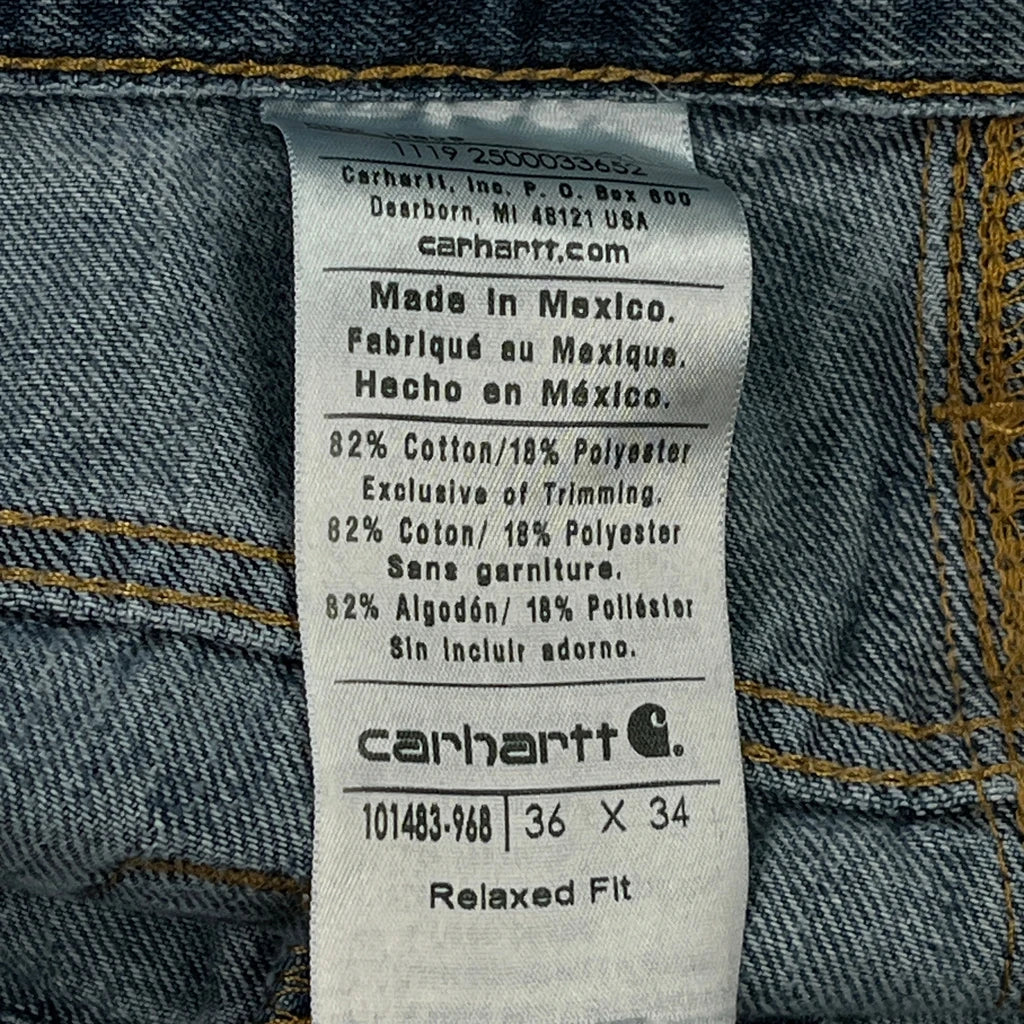 1119 2500033652
Carhartt, Inc. P. O. Box 600
Dearborn, MI 48121 USA
carhartt.com
Made in Mexico.
Fabriqué au Mexique.
Hecho en México.
82% Cotton/18% Polyester
Exclusive of Trimming.
82% Coton/ 18% Polyester
Sans garniture.
82% Algodón/ 18% Poliéster
Sin incluir adorno.
carhartt
101483-968 36 X 34
Relaxed Fit